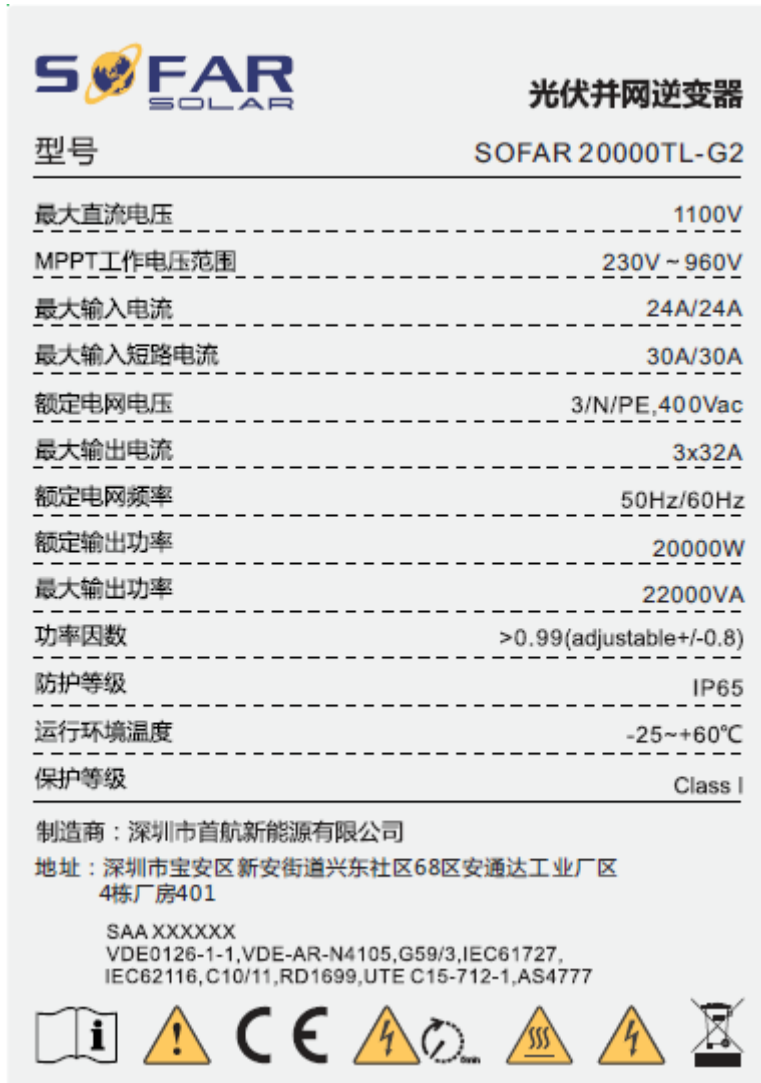 SOFAR
SOLAR
光伏并网逆变器
型号 SOFAR 20000TL-G2
最大直流电压 1100V
MPPT工作电压范围 230V~960V
最大输入电流 24A/24A
最大输入短路电流 30A/30A
额定电网电压 3/N/PE,400Vac
最大输出电流 3x32A
额定电网频率 50Hz/60Hz
额定输出功率 20000W
最大输出功率 22000VA
功率因数 >0.99(adjustable+/-0.8)
防护等级 IP65
运行环境温度 -25~+60℃
保护等级 Class I
制造商：深圳市首航新能源有限公司
地址：深圳市宝安区新安街道兴东社区68区安通达工业厂区
4栋厂房401
SAA XXXXXX
VDE0126-1-1,VDE-AR-N4105,G59/3,IEC61727,
IEC62116,C10/11,RD1699,UTE C15-712-1,AS4777
i CE